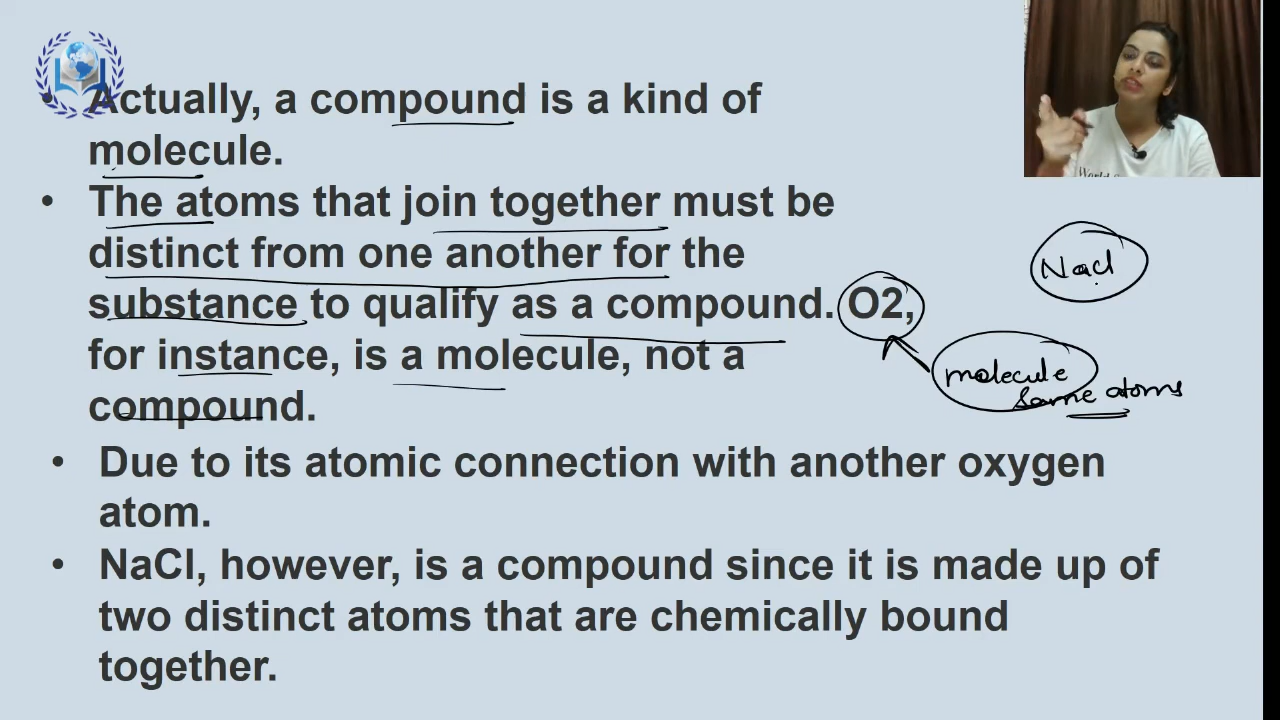 Actually, a compound is a kind of
molecule.
• The atoms that join together must be
distinct from one another for the
substance to qualify as a compound. O2,
for instance, is a molecule, not a
compound.
• Due to its atomic connection with another oxygen
atom.
• NaCl, however, is a compound since it is made up of
two distinct atoms that are chemically bound
together.
Nacl
molecule
same atoms
World